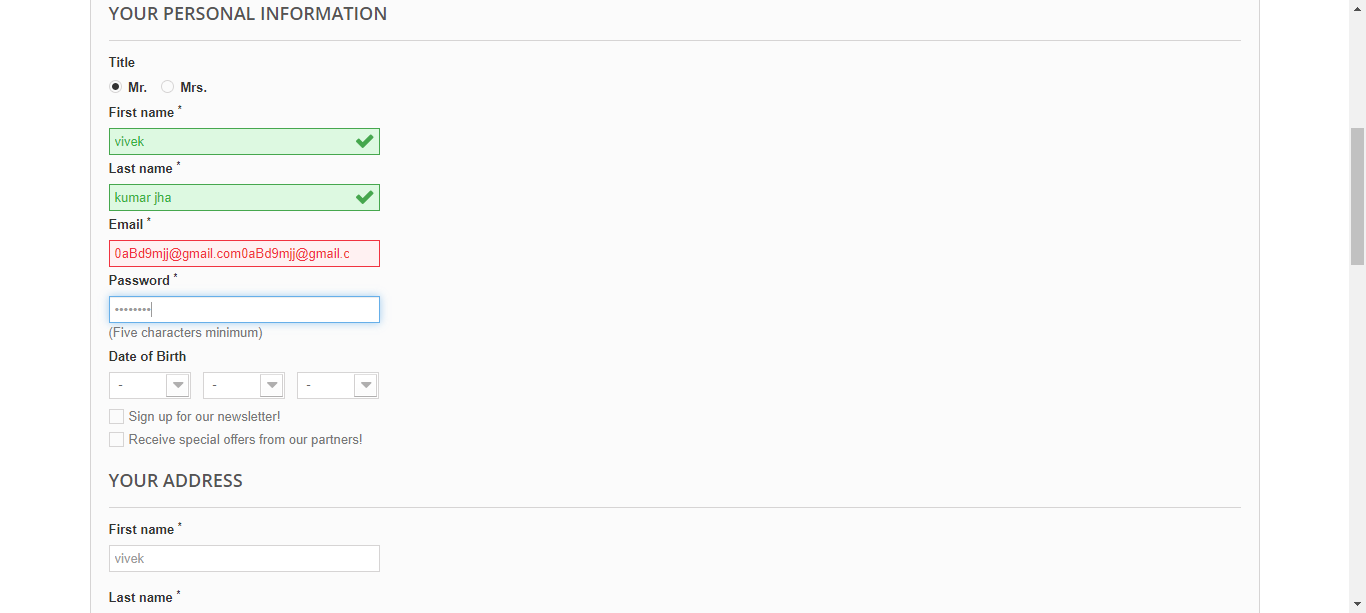 YOUR PERSONAL INFORMATION
Title
Mr. Mrs.
First name *
vivek
Last name *
kumar jha
Email *
0aBd9mjj@gmail.com0aBd9mjj@gmail.c
Password *
••••••••
(Five characters minimum)
Date of Birth
- - -
Sign up for our newsletter!
Receive special offers from our partners!
YOUR ADDRESS
First name *
vivek
Last name *